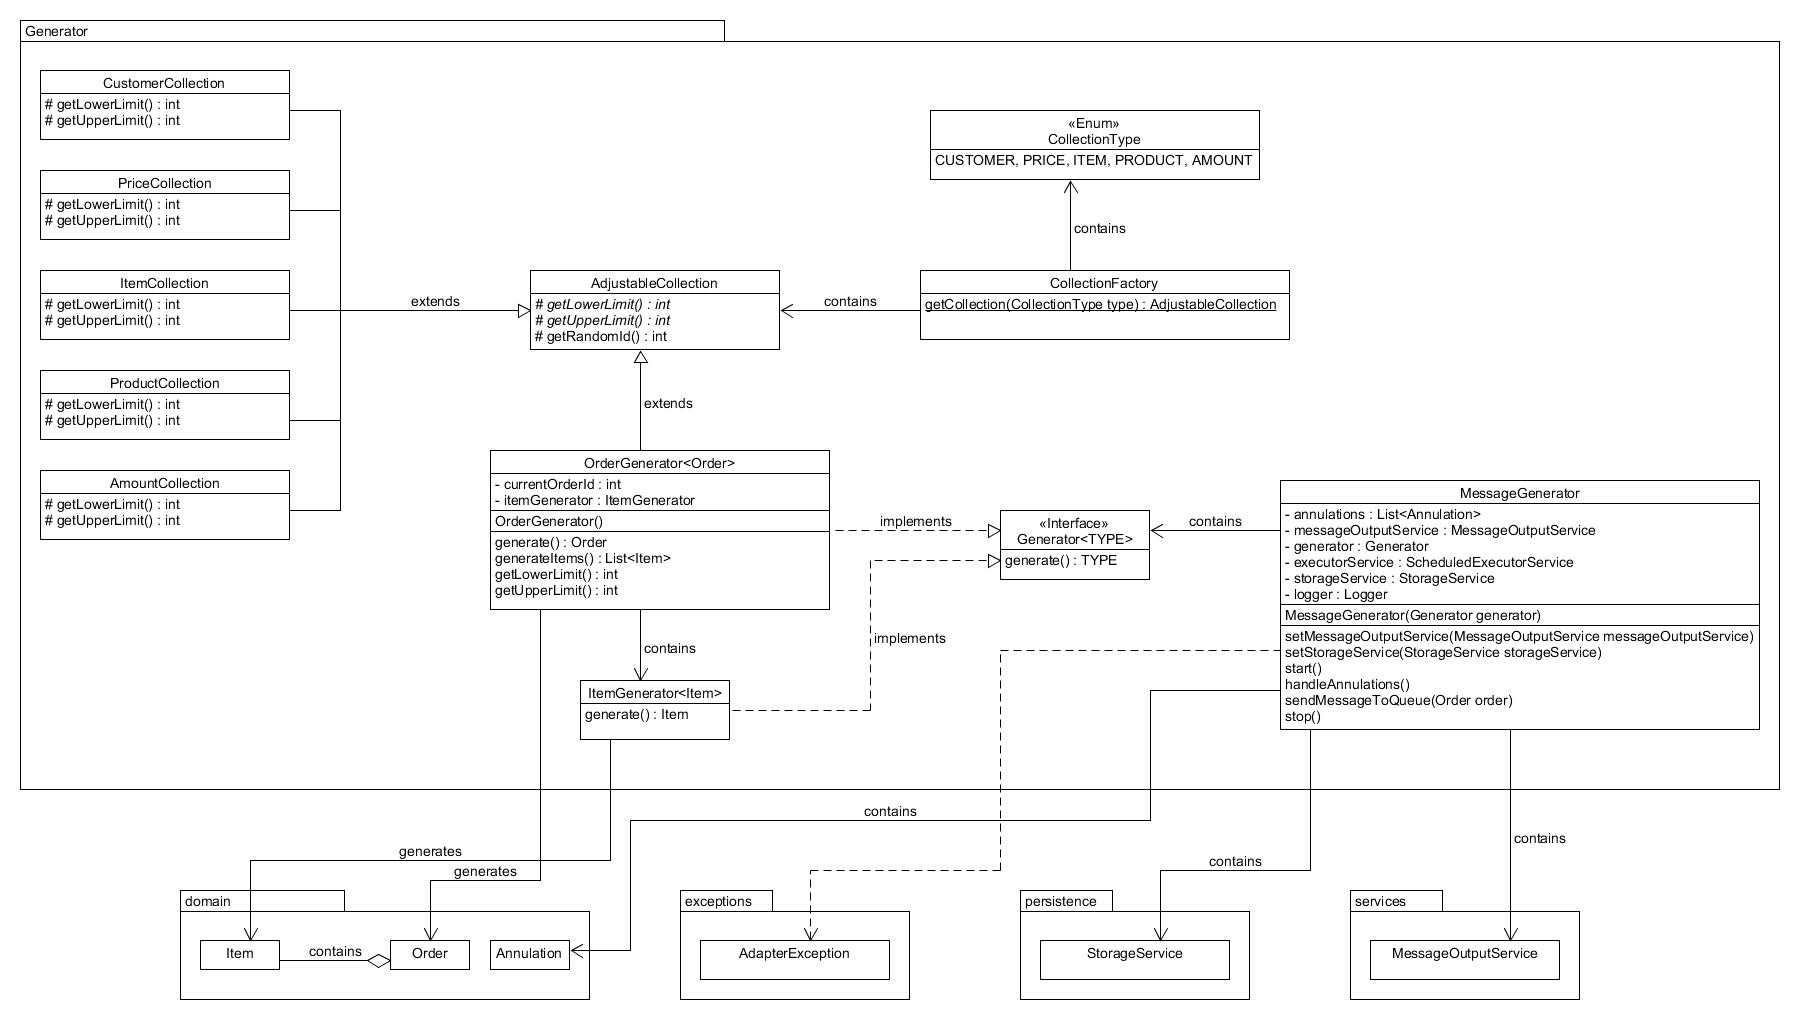 Generator
CustomerCollection
# getLowerLimit() : int
# getUpperLimit() : int
PriceCollection
# getLowerLimit() : int
# getUpperLimit() : int
ItemCollection
# getLowerLimit() : int
# getUpperLimit() : int
ProductCollection
# getLowerLimit() : int
# getUpperLimit() : int
AmountCollection
# getLowerLimit() : int
# getUpperLimit() : int
extends
AdjustableCollection
# getLowerLimit() : int
# getUpperLimit() : int
# getRandomId() : int
contains
«Enum»
CollectionType
CUSTOMER, PRICE, ITEM, PRODUCT, AMOUNT
contains
CollectionFactory
getCollection(CollectionType type) : AdjustableCollection
extends
OrderGenerator<Order>
- currentOrderId : int
- itemGenerator : ItemGenerator
OrderGenerator()
generate() : Order
generateItems() : List<Item>
getLowerLimit() : int
getUpperLimit() : int
implements
«Interface»
Generator<TYPE>
generate() : TYPE
contains
MessageGenerator
- annulations : List<Annulation>
- messageOutputService : MessageOutputService
- generator : Generator
- executorService : ScheduledExecutorService
- storageService : StorageService
- logger : Logger
MessageGenerator(Generator generator)
setMessageOutputService(MessageOutputService messageOutputService)
setStorageService(StorageService storageService)
start()
handleAnnulations()
sendMessageToQueue(Order order)
stop()
contains
implements
ItemGenerator<Item>
generate() : Item
contains
contains
generates
contains
generates
domain
Item
contains
Order
Annulation
exceptions
AdapterException
persistence
StorageService
services
MessageOutputService